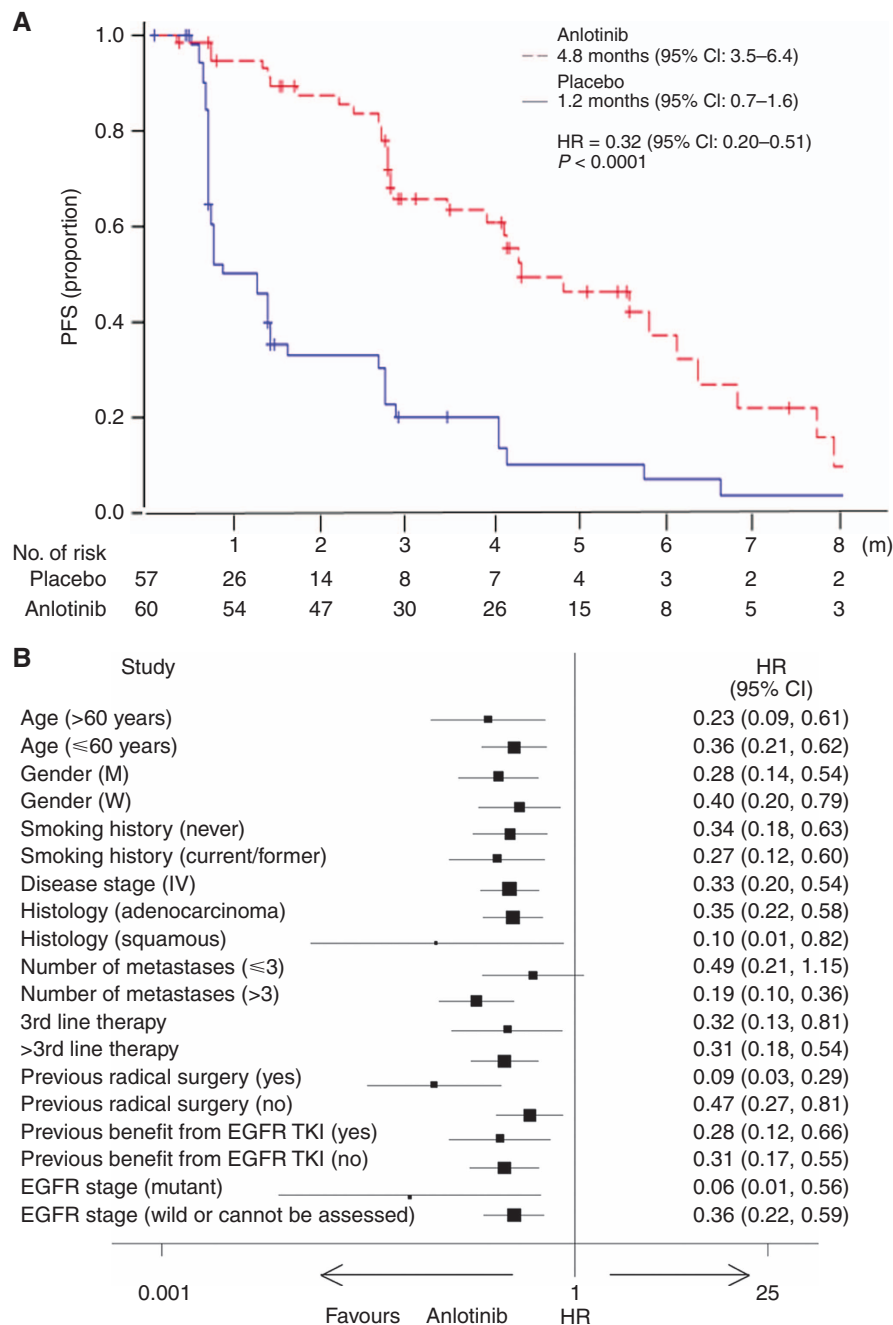 A
1.0
0.8
0.6
0.4
0.2
0.0
PFS (proportion)
Anlotinib
4.8 months (95% CI: 3.5–6.4)
Placebo
1.2 months (95% CI: 0.7–1.6)
HR = 0.32 (95% CI: 0.20–0.51)
P < 0.0001
1 2 3 4 5 6 7 8 (m)
No. of risk
Placebo 57 26 14 8 7 4 3 2 2
Anlotinib 60 54 47 30 26 15 8 5 3
B
Study HR
(95% CI)
Age (>60 years) 0.23 (0.09, 0.61)
Age (⩽60 years) 0.36 (0.21, 0.62)
Gender (M) 0.28 (0.14, 0.54)
Gender (W) 0.40 (0.20, 0.79)
Smoking history (never) 0.34 (0.18, 0.63)
Smoking history (current/former) 0.27 (0.12, 0.60)
Disease stage (IV) 0.33 (0.20, 0.54)
Histology (adenocarcinoma) 0.35 (0.22, 0.58)
Histology (squamous) 0.10 (0.01, 0.82)
Number of metastases (⩽3) 0.49 (0.21, 1.15)
Number of metastases (>3) 0.19 (0.10, 0.36)
3rd line therapy 0.32 (0.13, 0.81)
>3rd line therapy 0.31 (0.18, 0.54)
Previous radical surgery (yes) 0.09 (0.03, 0.29)
Previous radical surgery (no) 0.47 (0.27, 0.81)
Previous benefit from EGFR TKI (yes) 0.28 (0.12, 0.66)
Previous benefit from EGFR TKI (no) 0.31 (0.17, 0.55)
EGFR stage (mutant) 0.06 (0.01, 0.56)
EGFR stage (wild or cannot be assessed) 0.36 (0.22, 0.59)
0.001 1 25
Favours Anlotinib HR